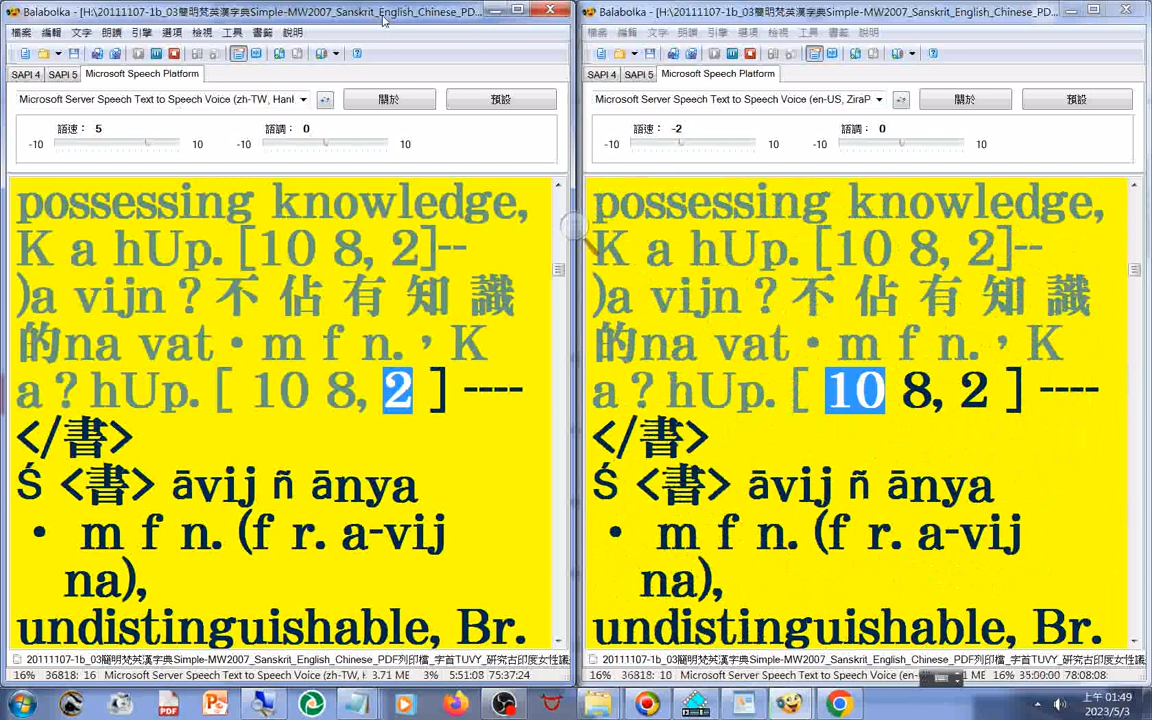 Balabolka - [H:\20111107-1b_03簡明梵英漢字典Simple-MW2007_Sanskrit_English_Chinese_PD...
檔案 編輯 文字 朗讀 引擎 選項 檢視 工具 書籤 說明
SAPI 4 SAPI 5 Microsoft Speech Platform
Microsoft Server Speech Text to Speech Voice (zh-TW, Hanl
關於 預設
語速: 5 語調: 0
-10 10 -10 10
possessing knowledge,
K a hUp. [10 8, 2]--
)a vijn？不 佔 有 知 識
的na vat・m f n.，K
a？hUp. [ 10 8, 2 ] ----
</書>
Ś <書> āvij ñ ānya
• m f n. (f r. a-vij
na),
undistinguishable, Br.
20111107-1b_03簡明梵英漢字典Simple-MW2007_Sanskrit_English_Chinese_PDF列印檔_字首TUVY_研究古印度女性議
16% 36818: 16 Microsoft Server Speech Text to Speech Voice (zh-TW, H 3.71 ME 3% 5:51:08 75:37:24
Balabolka - [H:\20111107-1b_03簡明梵英漢字典Simple-MW2007_Sanskrit_English_Chinese_PD...
檔案 編輯 文字 朗讀 引擎 選項 檢視 工具 書籤 說明
SAPI 4 SAPI 5 Microsoft Speech Platform
Microsoft Server Speech Text to Speech Voice (en-US, ZiraP
關於 預設
語速: -2 語調: 0
-10 10 -10 10
possessing knowledge,
K a hUp. [10 8, 2]--
)a vijn？不 佔 有 知 識
的na vat・m f n.，K
a？hUp. [ 10 8, 2 ] ----
</書>
Ś <書> āvij ñ ānya
• m f n. (f r. a-vij
na),
undistinguishable, Br.
20111107-1b_03簡明梵英漢字典Simple-MW2007_Sanskrit_English_Chinese_PDF列印檔_字首TUVY_研究古印度女性議
16% 36818: 10 Microsoft Server Speech Text to Speech Voice (en-U 16% 35:00:00 78:08:08
PDF
上午 01:49
2023/5/3